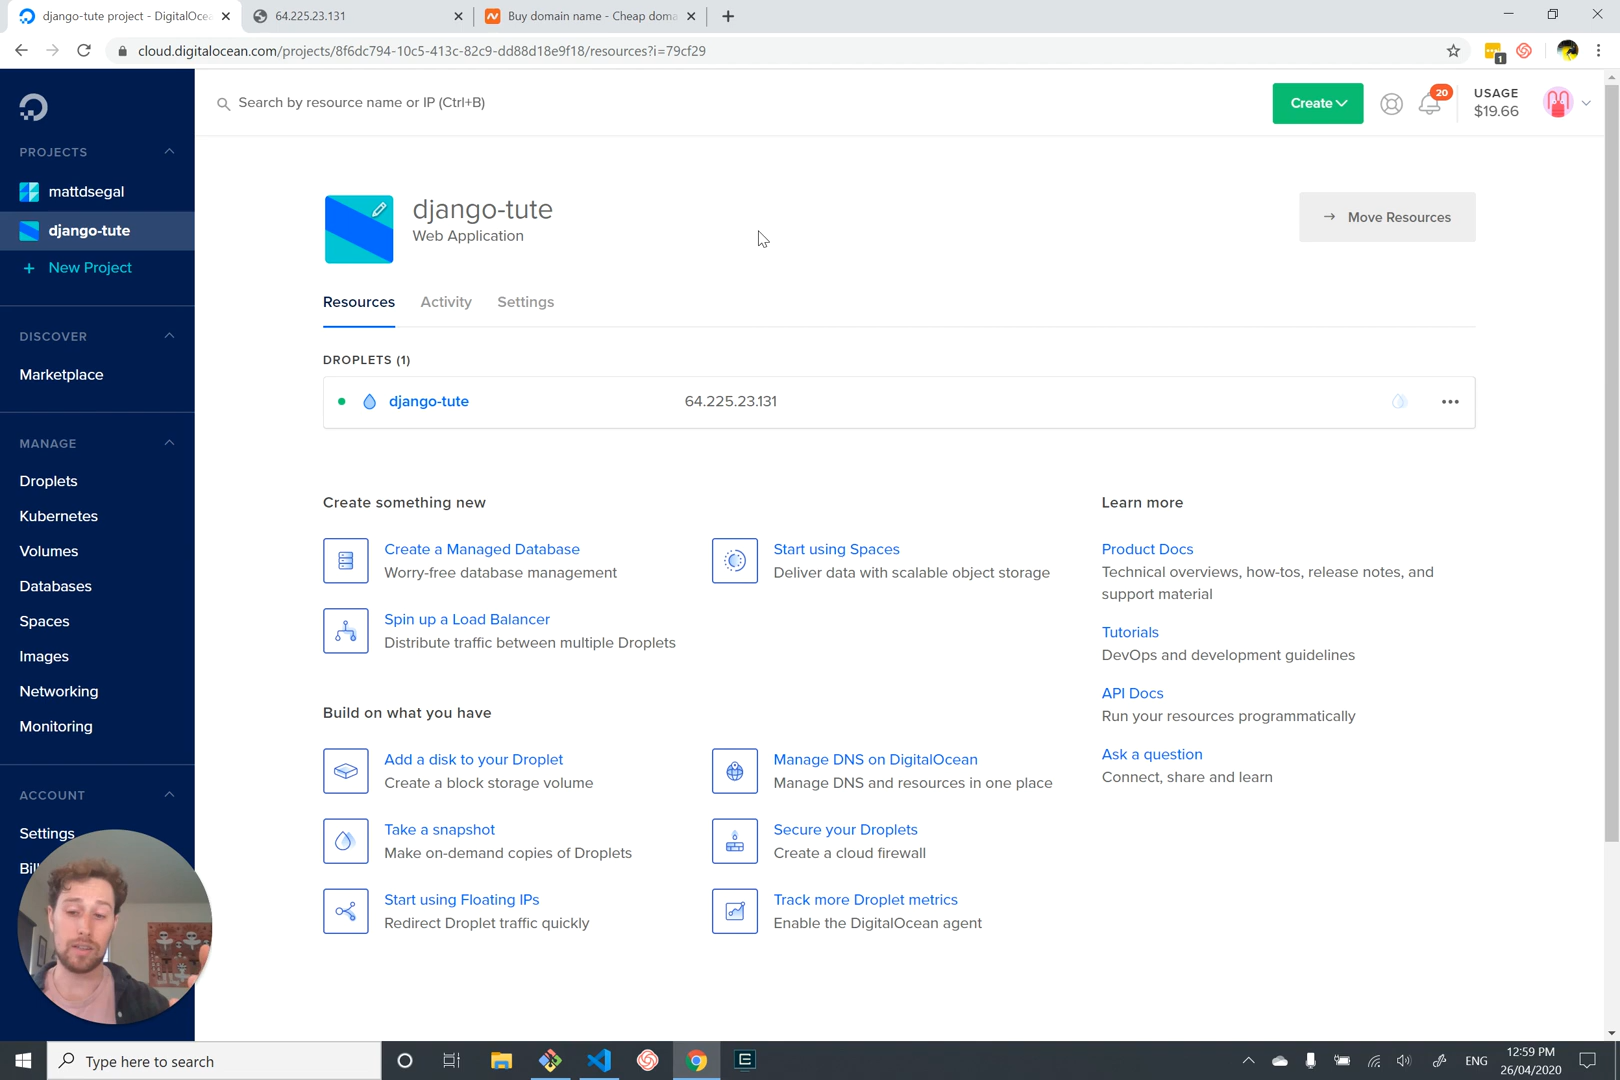 django-tute project - DigitalOcea
64.225.23.131
Buy domain name - Cheap doma
cloud.digitalocean.com/projects/8f6dc794-10c5-413c-82c9-dd88d18e9f18/resources?i=79cf29
1
Search by resource name or IP (Ctrl+B)
Create
20
USAGE
$19.66
PROJECTS
mattdsegal
django-tute
+ New Project
DISCOVER
Marketplace
MANAGE
Droplets
Kubernetes
Volumes
Databases
Spaces
Images
Networking
Monitoring
ACCOUNT
Settings
Bil
django-tute
Web Application
→ Move Resources
Resources
Activity
Settings
DROPLETS (1)
django-tute
64.225.23.131
Create something new
Create a Managed Database
Worry-free database management
Start using Spaces
Deliver data with scalable object storage
Spin up a Load Balancer
Distribute traffic between multiple Droplets
Build on what you have
Add a disk to your Droplet
Create a block storage volume
Manage DNS on DigitalOcean
Manage DNS and resources in one place
Take a snapshot
Make on-demand copies of Droplets
Secure your Droplets
Create a cloud firewall
Start using Floating IPs
Redirect Droplet traffic quickly
Track more Droplet metrics
Enable the DigitalOcean agent
Learn more
Product Docs
Technical overviews, how-tos, release notes, and
support material
Tutorials
DevOps and development guidelines
API Docs
Run your resources programmatically
Ask a question
Connect, share and learn
Type here to search
ENG
12:59 PM
26/04/2020